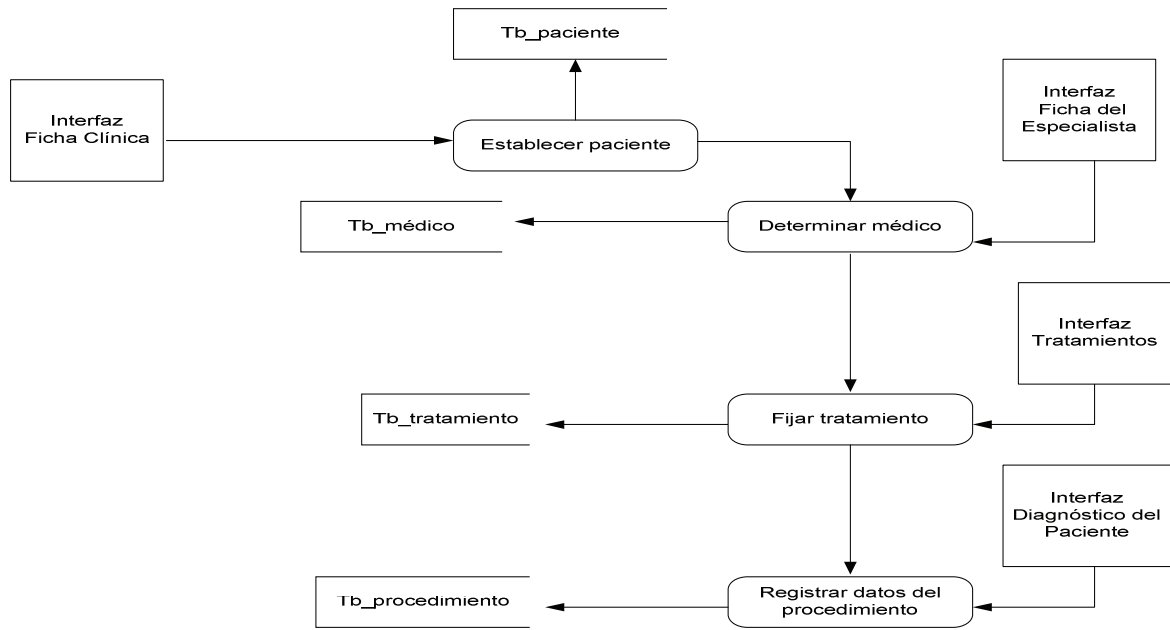 Tb_paciente
Interfaz
Ficha Clínica
Establecer paciente
Interfaz
Ficha del
Especialista
Tb_médico
Determinar médico
Interfaz
Tratamientos
Tb_tratamiento
Fijar tratamiento
Interfaz
Diagnóstico del
Paciente
Tb_procedimiento
Registrar datos del
procedimiento